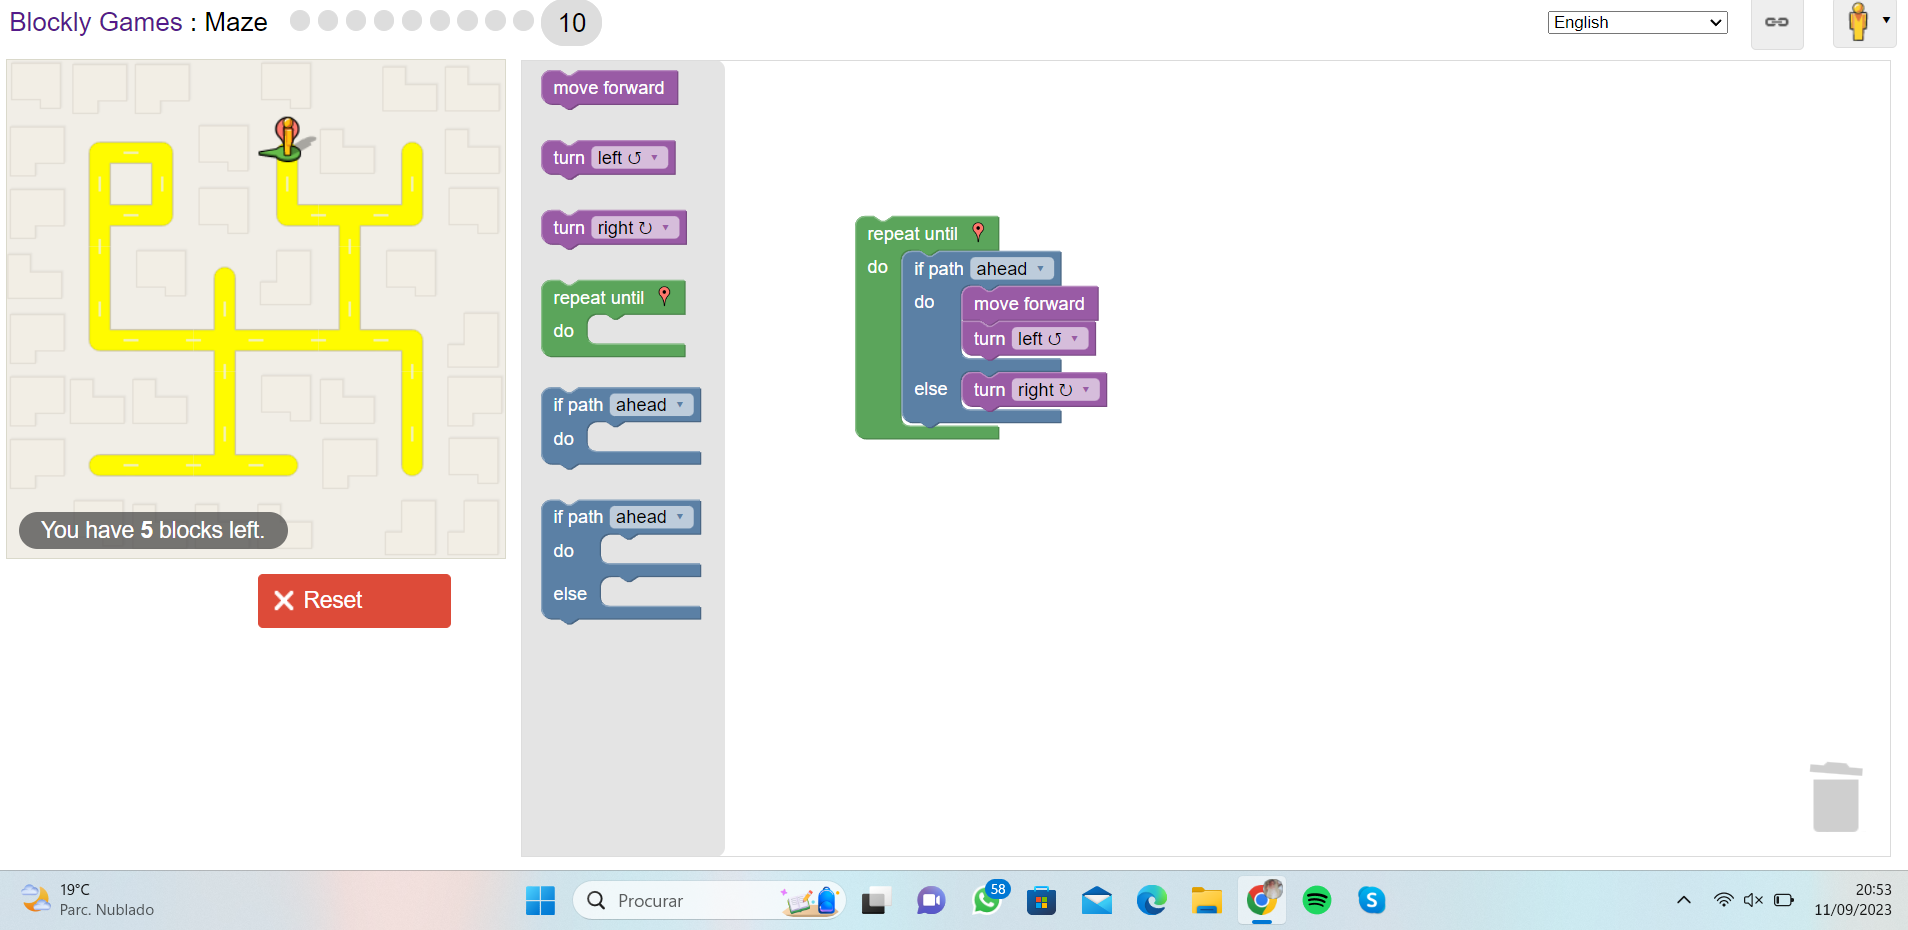 Blockly Games : Maze 10
English
move forward
turn left ↺
turn right ↻
repeat until
do
if path ahead
do
if path ahead
do
else
repeat until
do if path ahead
do move forward
turn left ↺
else turn right ↻
You have 5 blocks left.
Reset
19°C
Parc. Nublado
Procurar
58
S
20:53
11/09/2023